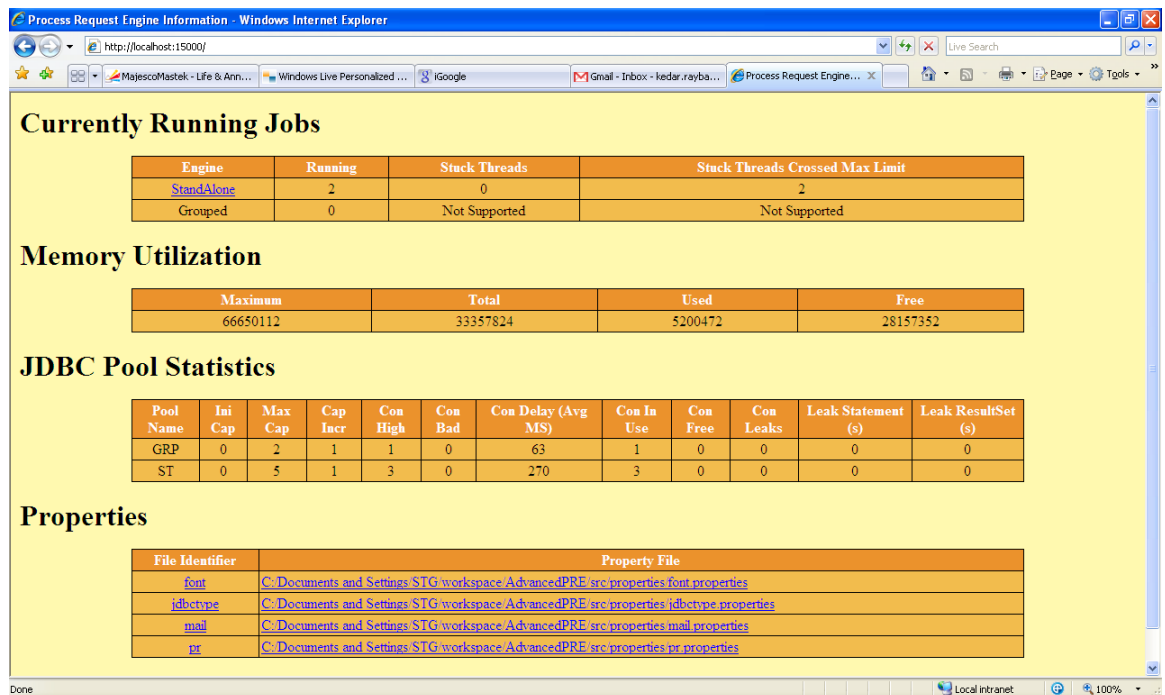 Process Request Engine Information - Windows Internet Explorer
http://localhost:15000/
Live Search
MajescoMastek - Life & Ann...
Windows Live Personalized ...
iGoogle
Gmail - Inbox - kedar.rayba...
Process Request Engine... X
Page
Tools
Currently Running Jobs
Engine Running Stuck Threads Stuck Threads Crossed Max Limit
StandAlone 2 0 2
Grouped 0 Not Supported Not Supported
Memory Utilization
Maximum Total Used Free
66650112 33357824 5200472 28157352
JDBC Pool Statistics
Pool Name Ini Cap Max Cap Cap Incr Con High Con Bad Con Delay (Avg MS) Con In Use Con Free Con Leaks Leak Statement (s) Leak ResultSet (s)
GRP 0 2 1 1 0 63 1 0 0 0 0
ST 0 5 1 3 0 270 3 0 0 0 0
Properties
File Identifier Property File
font C:/Documents and Settings/STG/workspace/AdvancedPRE/src/properties/font.properties
jdbctype C:/Documents and Settings/STG/workspace/AdvancedPRE/src/properties/jdbctype.properties
mail C:/Documents and Settings/STG/workspace/AdvancedPRE/src/properties/mail.properties
pr C:/Documents and Settings/STG/workspace/AdvancedPRE/src/properties/pr.properties
Done
Local intranet
100%